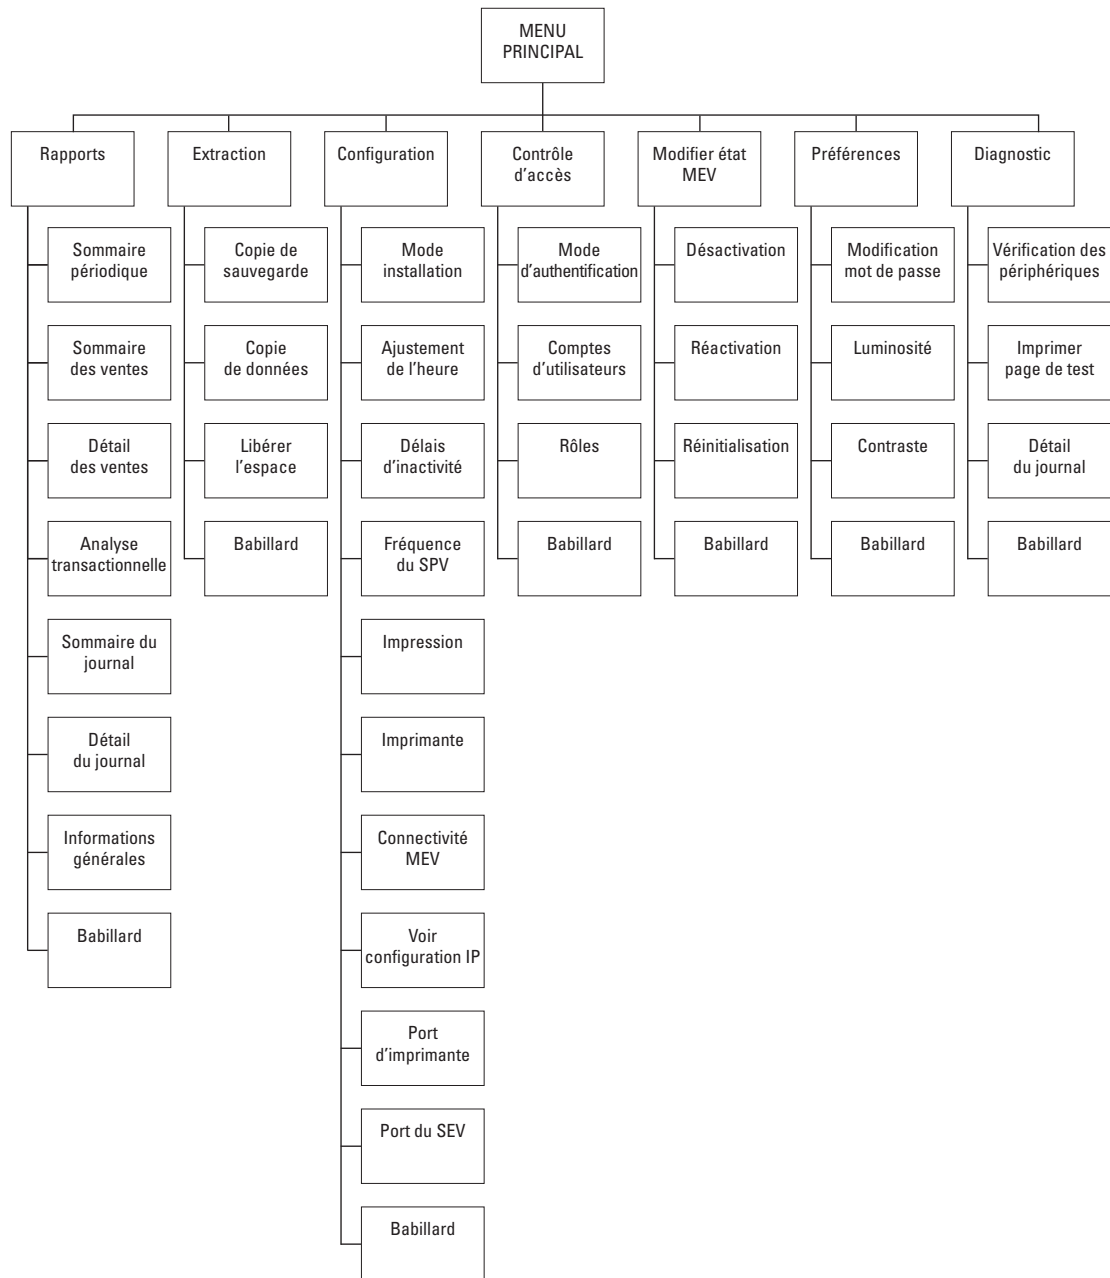 MENU
PRINCIPAL
Rapports
Extraction
Configuration
Contrôle
d'accès
Modifier état
MEV
Préférences
Diagnostic
Sommaire
périodique
Sommaire
des ventes
Détail
des ventes
Analyse
transactionnelle
Sommaire du
journal
Détail
du journal
Informations
générales
Babillard
Copie de
sauvegarde
Copie
de données
Libérer
l'espace
Babillard
Mode
installation
Ajustement
de l'heure
Délais
d'inactivité
Fréquence
du SPV
Impression
Imprimante
Connectivité
MEV
Voir
configuration IP
Port
d'imprimante
Port du SEV
Babillard
Mode
d'authentification
Comptes
d'utilisateurs
Rôles
Babillard
Désactivation
Réactivation
Réinitialisation
Babillard
Modification
mot de passe
Luminosité
Contraste
Babillard
Vérification des
périphériques
Imprimer
page de test
Détail
du journal
Babillard